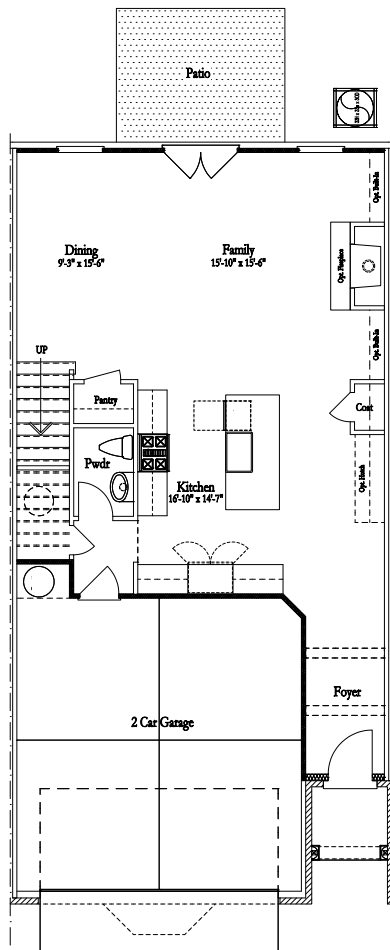 Patio
Opt. Built-In
Dining
9'-3" x 15'-6"
Family
15'-10" x 15'-6"
Opt. Fireplace
Opt. Built-In
UP
Pantry
Coat
Pwdr
Kitchen
16'-10" x 14'-7"
Opt. Hutch
Foyer
2 Car Garage